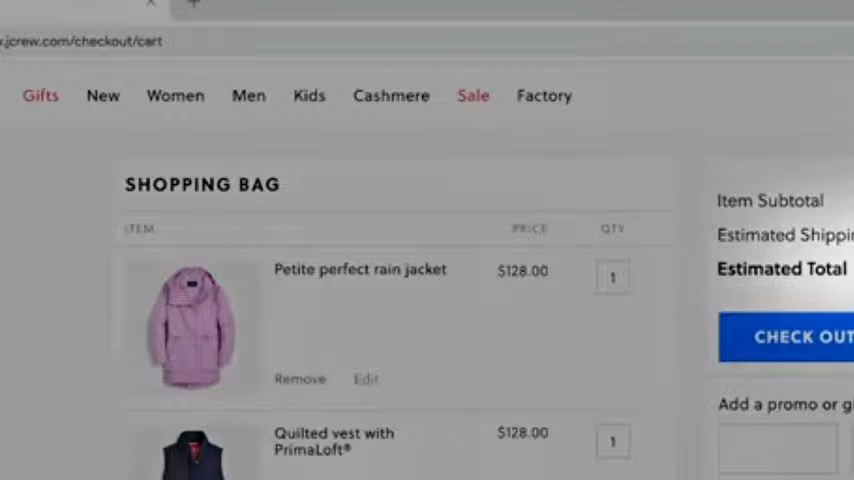 .jcrew.com/checkout/cart
Gifts New Women Men Kids Cashmere Sale Factory
SHOPPING BAG
ITEM PRICE QTY
Petite perfect rain jacket $128.00 1
Remove Edit
Quilted vest with $128.00 1
PrimaLoft®
Item Subtotal
Estimated Shippin
Estimated Total
CHECK OUT
Add a promo or g